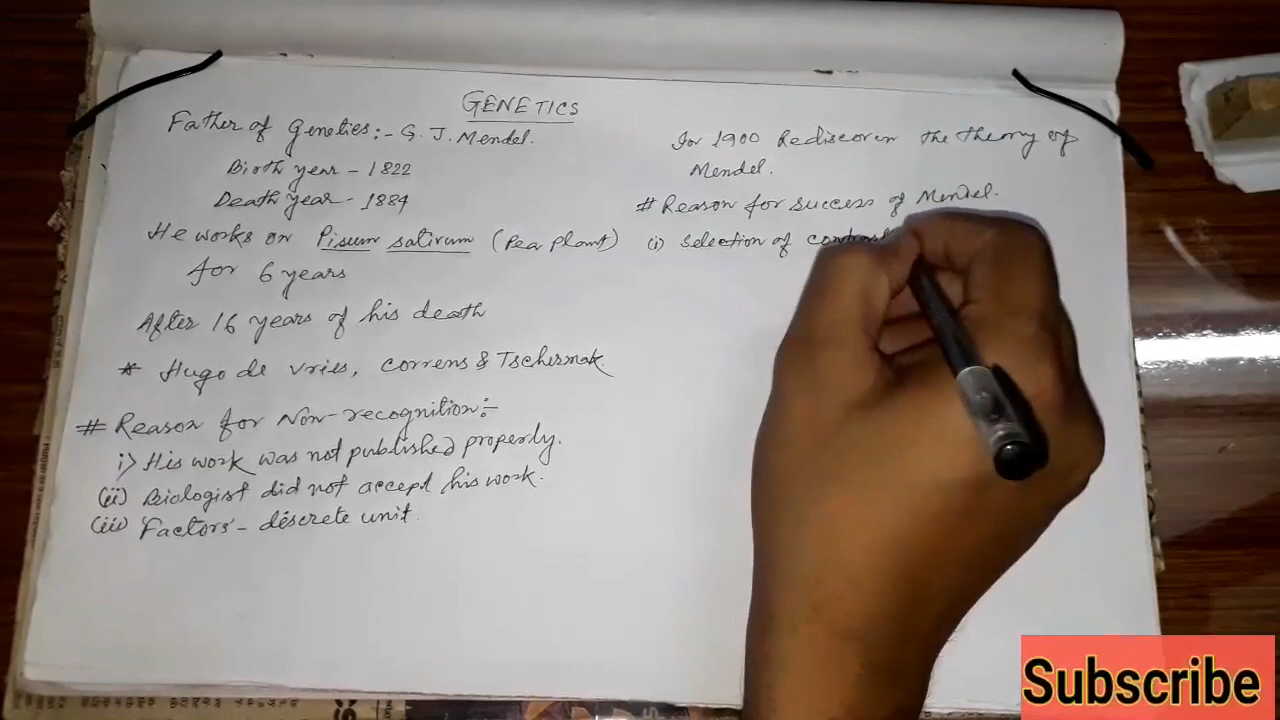 GENETICS
Father of Genetics:- G. J. Mendel.
Birth year - 1822
Death year - 1884
He works on Pisum sativum (Pea Plant)
for 6 years
After 16 years of his death
* Hugo de vries, correns & Tschermak.
# Reason for Non-recognition:-
i) His work was not published properly.
(ii) Biologist did not accept his work.
(iii) 'Factors' - discrete unit.
In 1900 Rediscover the theory of
Mendel.
# Reason for success of Mendel.
(i) Selection of
Subscribe